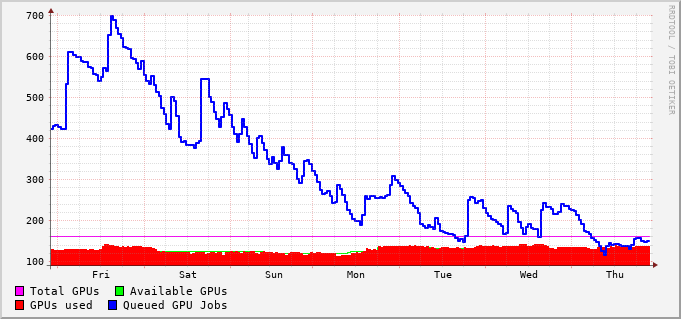 700
600
500
400
300
200
100
Fri Sat Sun Mon Tue Wed Thu
RRDTOOL / TOBI OETIKER
Total GPUs Available GPUs
GPUs used Queued GPU Jobs